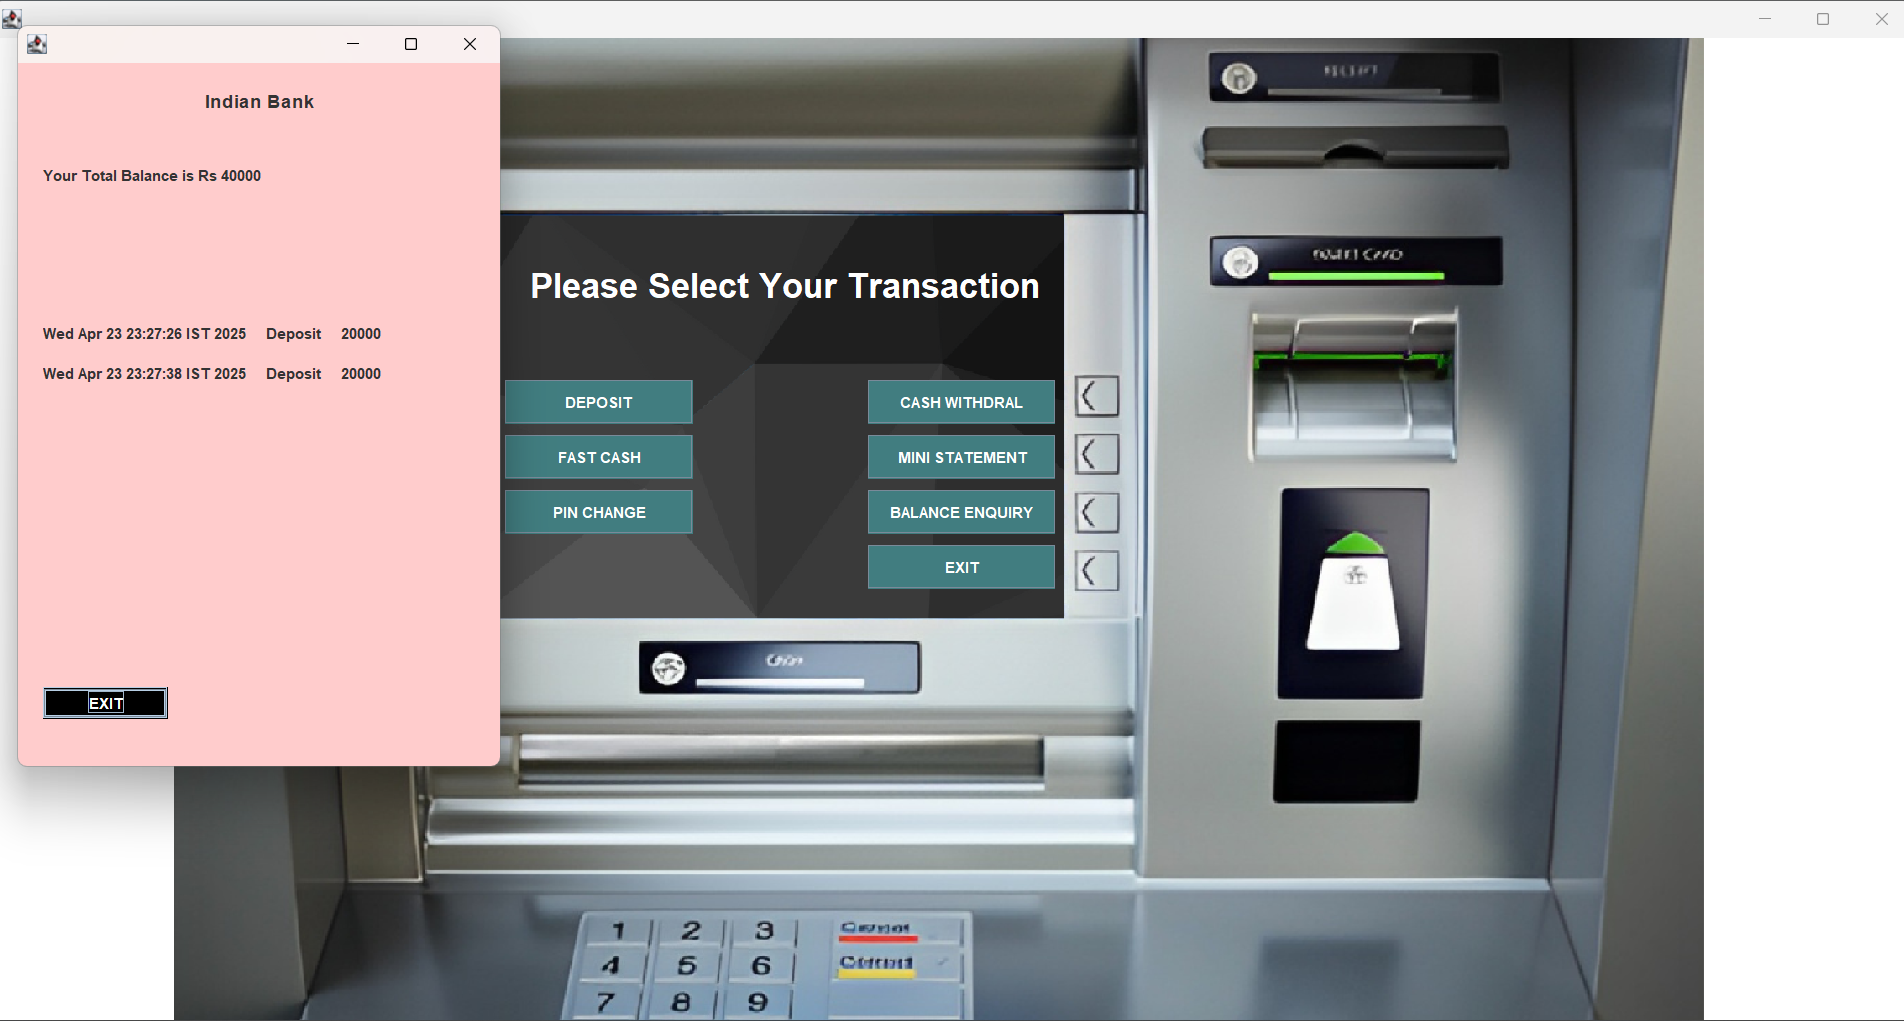 Indian Bank
Your Total Balance is Rs 40000
Wed Apr 23 23:27:26 IST 2025 Deposit 20000
Wed Apr 23 23:27:38 IST 2025 Deposit 20000
EXIT
Please Select Your Transaction
DEPOSIT CASH WITHDRAL
FAST CASH MINI STATEMENT
PIN CHANGE BALANCE ENQUIRY
EXIT
1 2 3
4 5 6
7 8 9